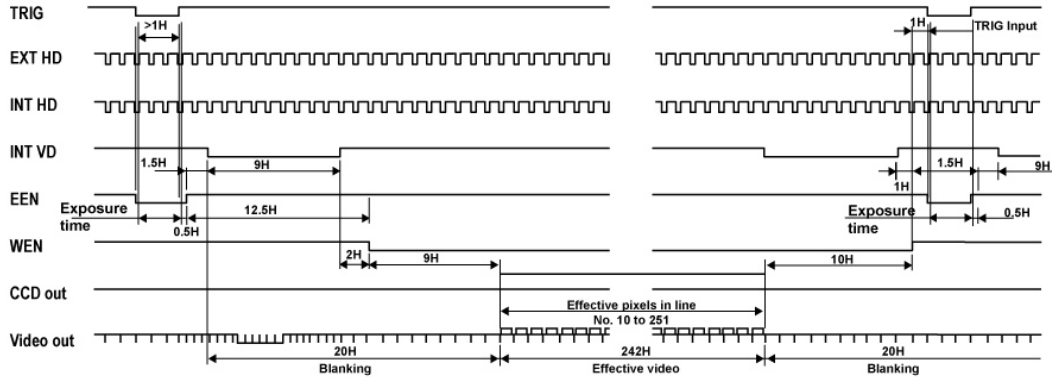 TRIG
>1H
1H
TRIG Input
EXT HD
INT HD
INT VD
1.5H
9H
1.5H
9H
1H
EEN
Exposure
time
0.5H
12.5H
Exposure
time
0.5H
WEN
2H
9H
10H
CCD out
Effective pixels in line
No. 10 to 251
Video out
20H
242H
20H
Blanking
Effective video
Blanking